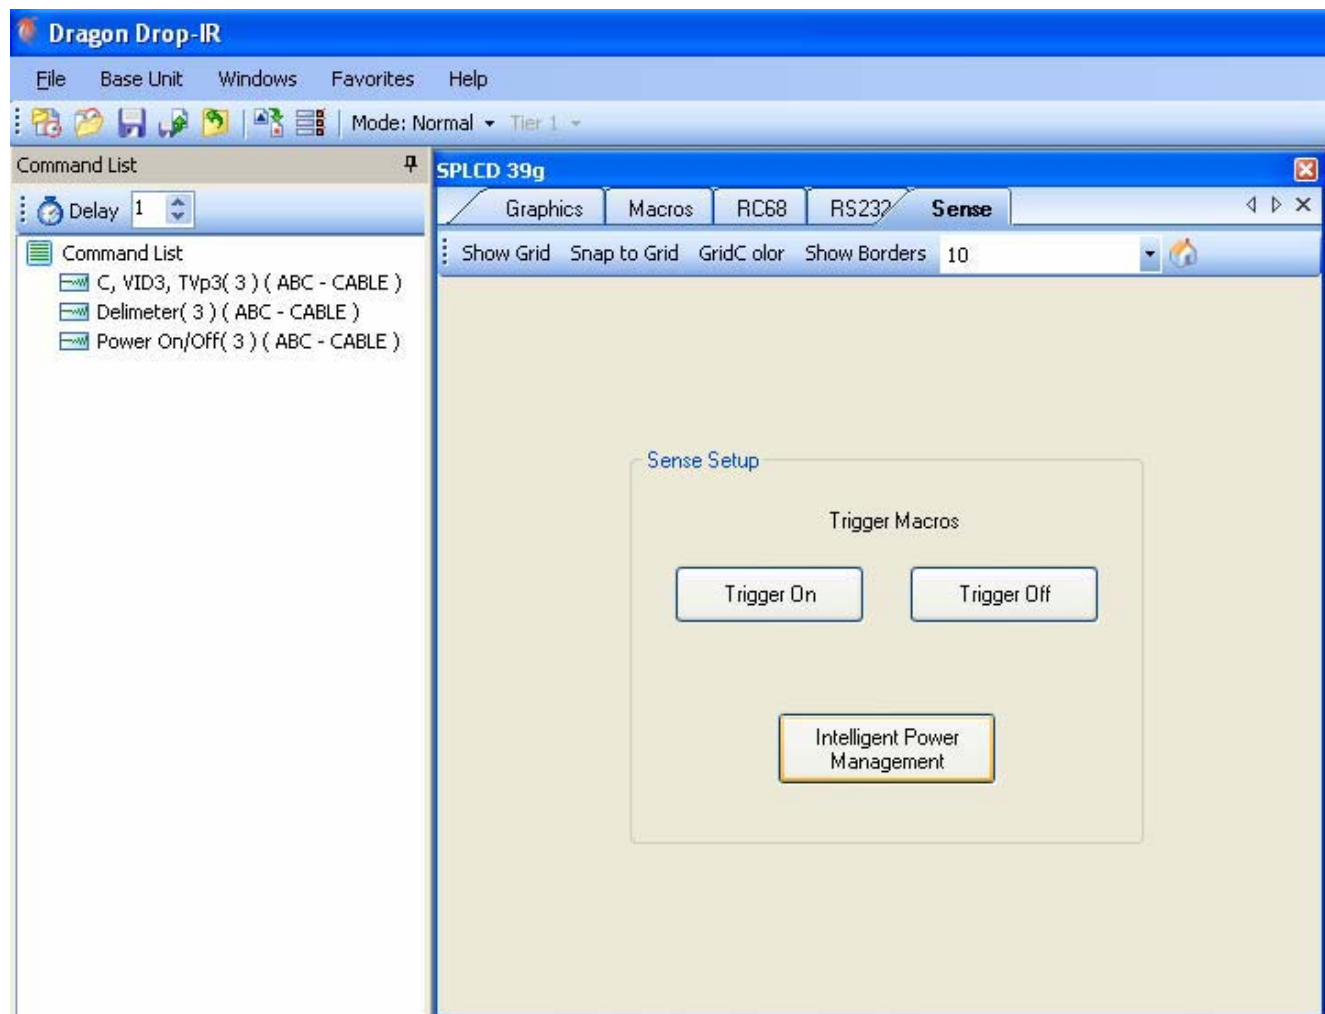 Dragon Drop-IR
File Base Unit Windows Favorites Help
Mode: Normal Tier 1
Command List
SPLCD 39g
Delay 1
Graphics Macros RC68 RS232 Sense
Show Grid Snap to Grid GridC olor Show Borders 10
Command List
C, VID3, TVp3( 3 ) ( ABC - CABLE )
Delimeter( 3 ) ( ABC - CABLE )
Power On/Off( 3 ) ( ABC - CABLE )
Sense Setup
Trigger Macros
Trigger On Trigger Off
Intelligent Power
Management